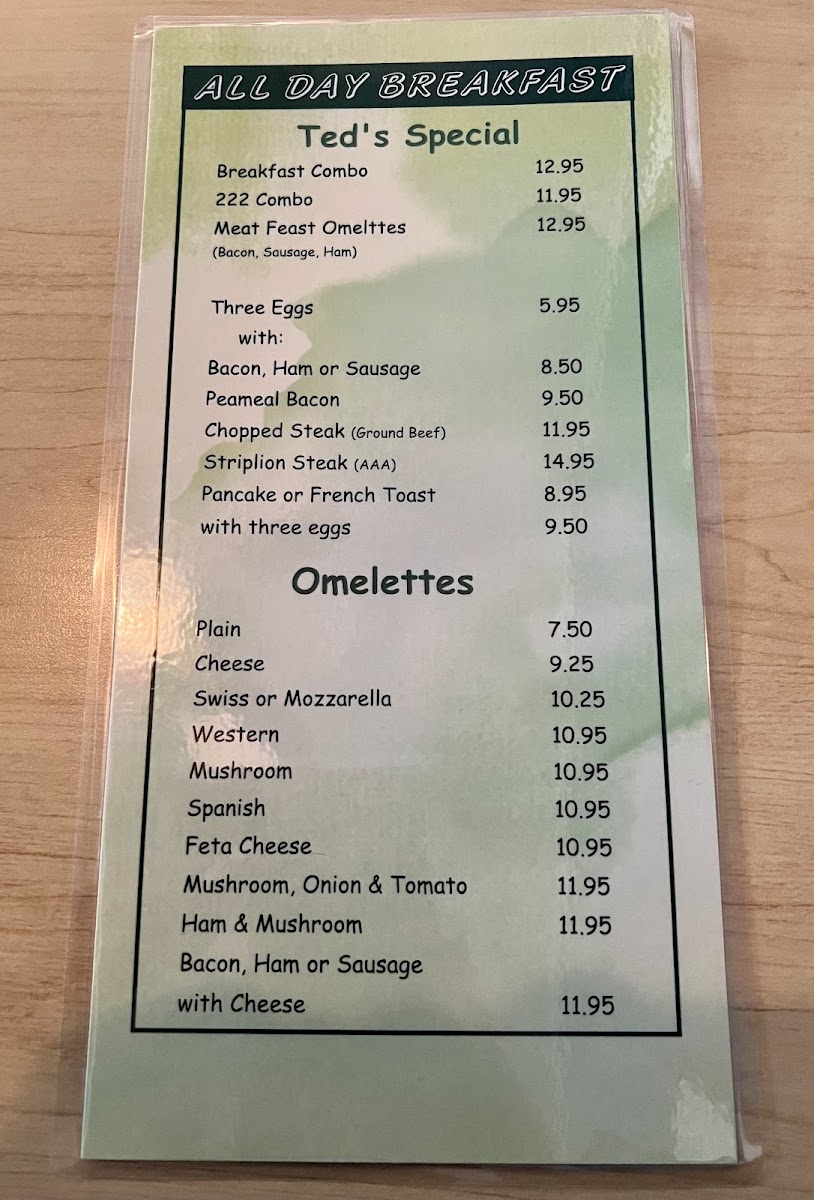 ALL DAY BREAKFAST
Ted's Special
Breakfast Combo 12.95
222 Combo 11.95
Meat Feast Omelttes 12.95
(Bacon, Sausage, Ham)
Three Eggs 5.95
with:
Bacon, Ham or Sausage 8.50
Peameal Bacon 9.50
Chopped Steak (Ground Beef) 11.95
Striplion Steak (AAA) 14.95
Pancake or French Toast 8.95
with three eggs 9.50
Omelettes
Plain 7.50
Cheese 9.25
Swiss or Mozzarella 10.25
Western 10.95
Mushroom 10.95
Spanish 10.95
Feta Cheese 10.95
Mushroom, Onion & Tomato 11.95
Ham & Mushroom 11.95
Bacon, Ham or Sausage
with Cheese 11.95